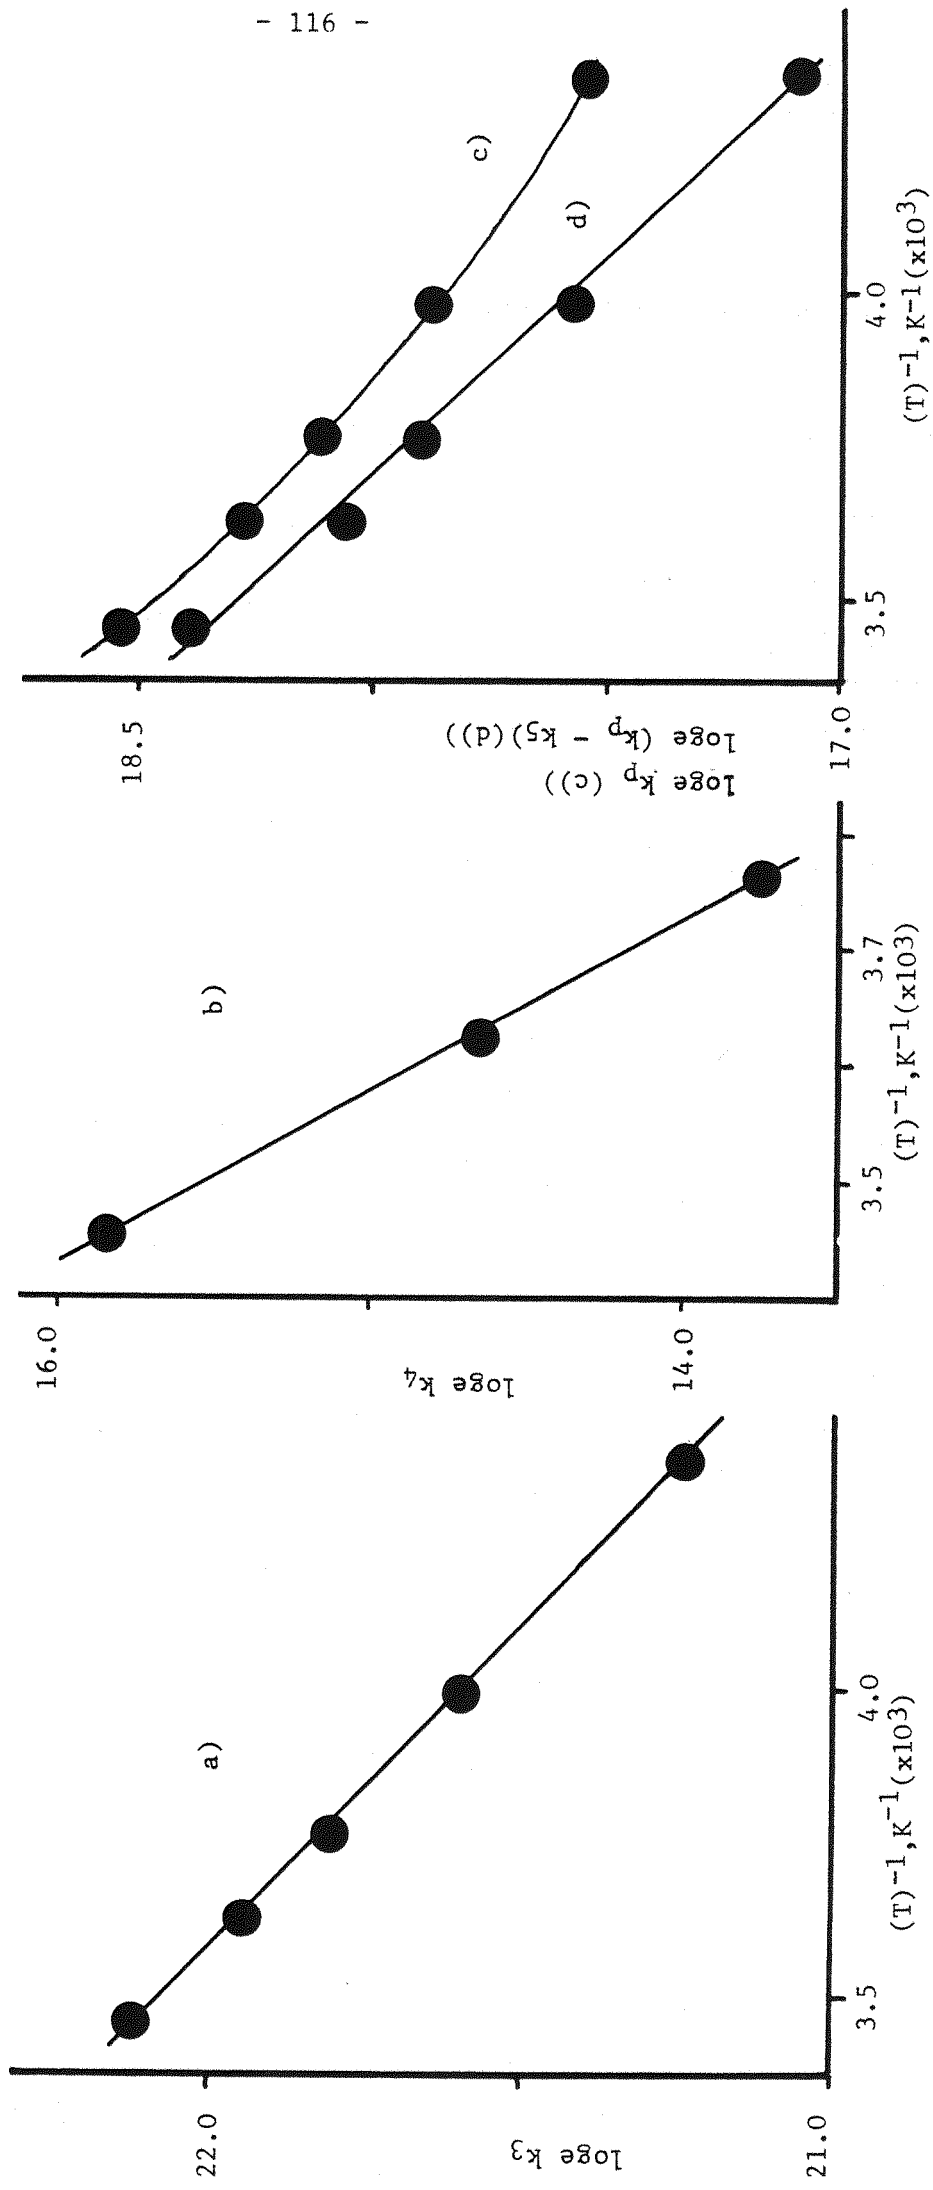 - 116 -
a)
loge k3
22.0
21.0
3.5
4.0
(T)-1,K-1(x103)
b)
loge k4
16.0
14.0
3.5
3.7
(T)-1,K-1(x103)
c)
d)
loge kp (c))
loge (kp - k5)(d))
18.5
17.0
3.5
4.0
(T)-1,K-1(x103)